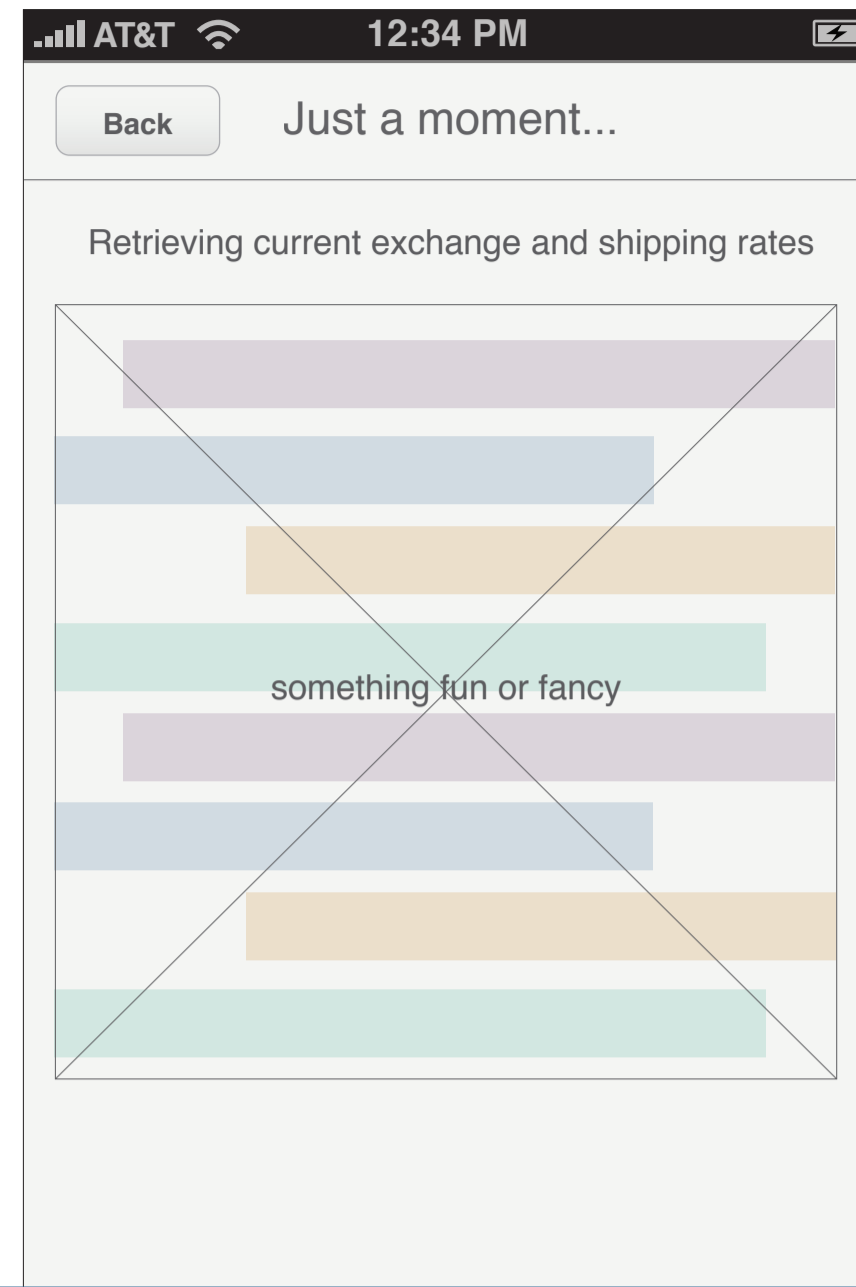 AT&T 12:34 PM
Back Just a moment...
Retrieving current exchange and shipping rates
something fun or fancy